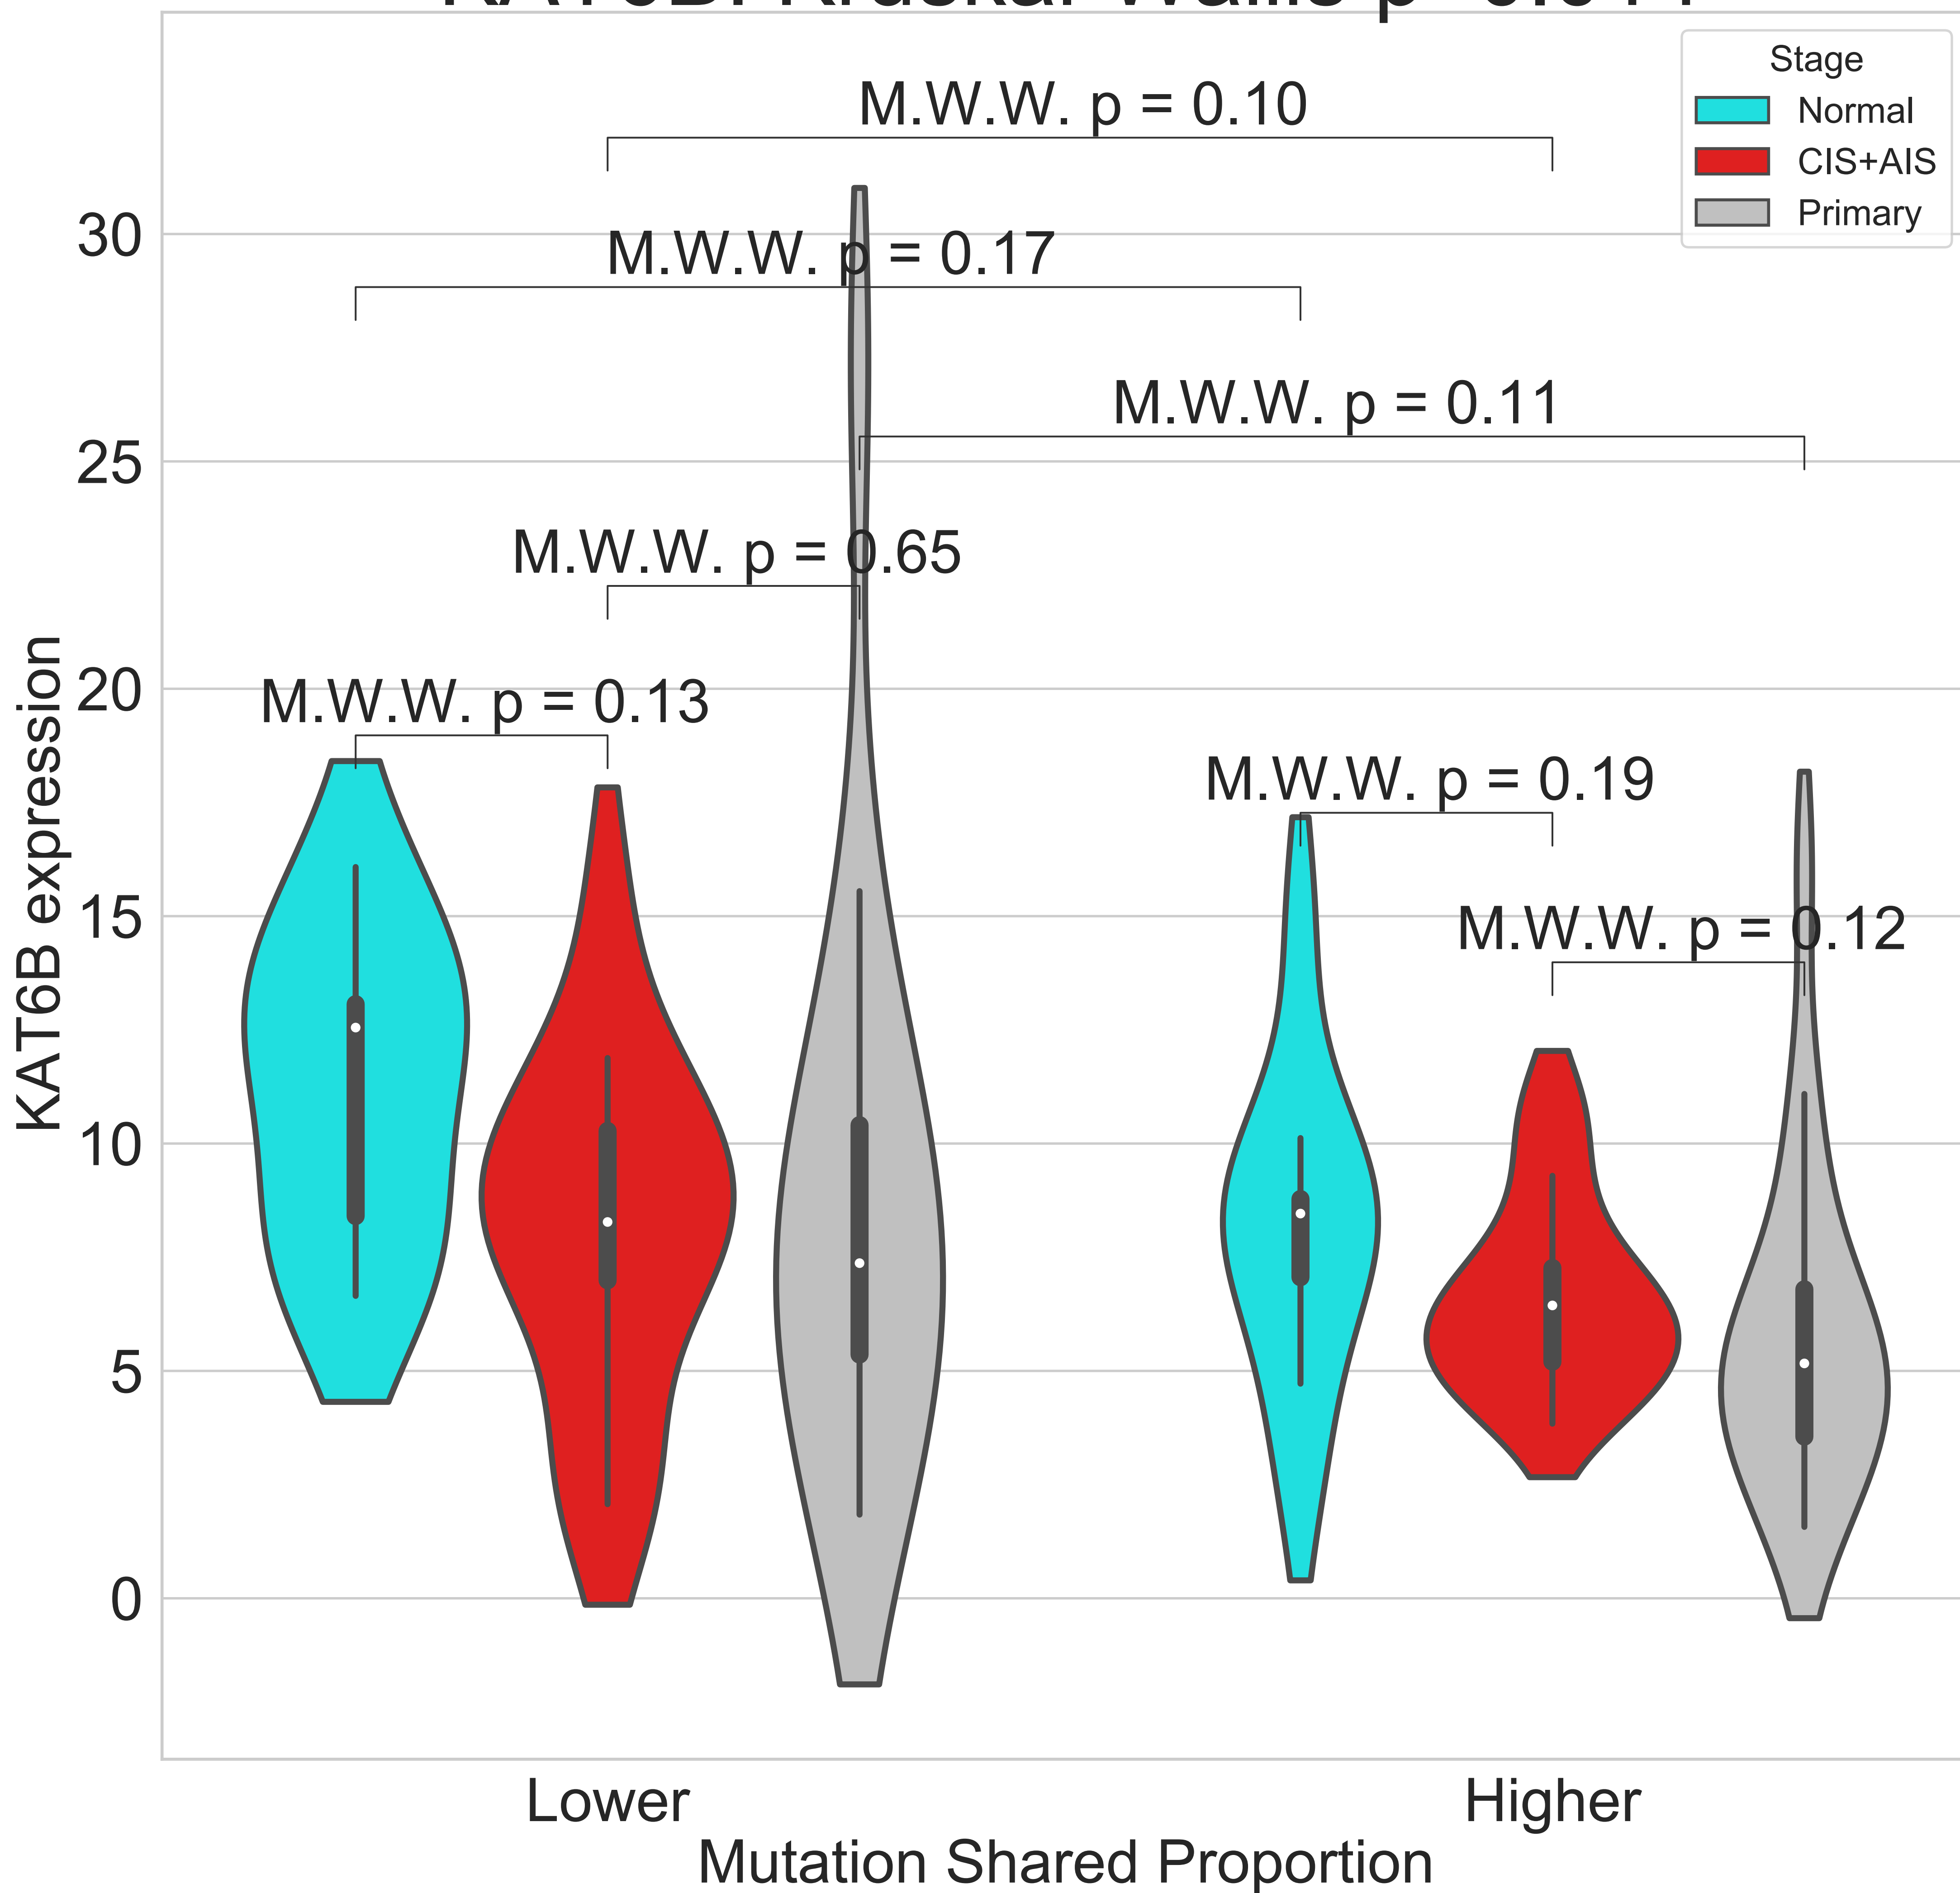 Stage
Normal
CIS+AIS
Primary
M.W.W. p = 0.10
M.W.W. p = 0.17
M.W.W. p = 0.11
M.W.W. p = 0.65
M.W.W. p = 0.13
M.W.W. p = 0.19
M.W.W. p = 0.12
30
25
20
15
10
5
0
KAT6B expression
Lower
Higher
Mutation Shared Proportion